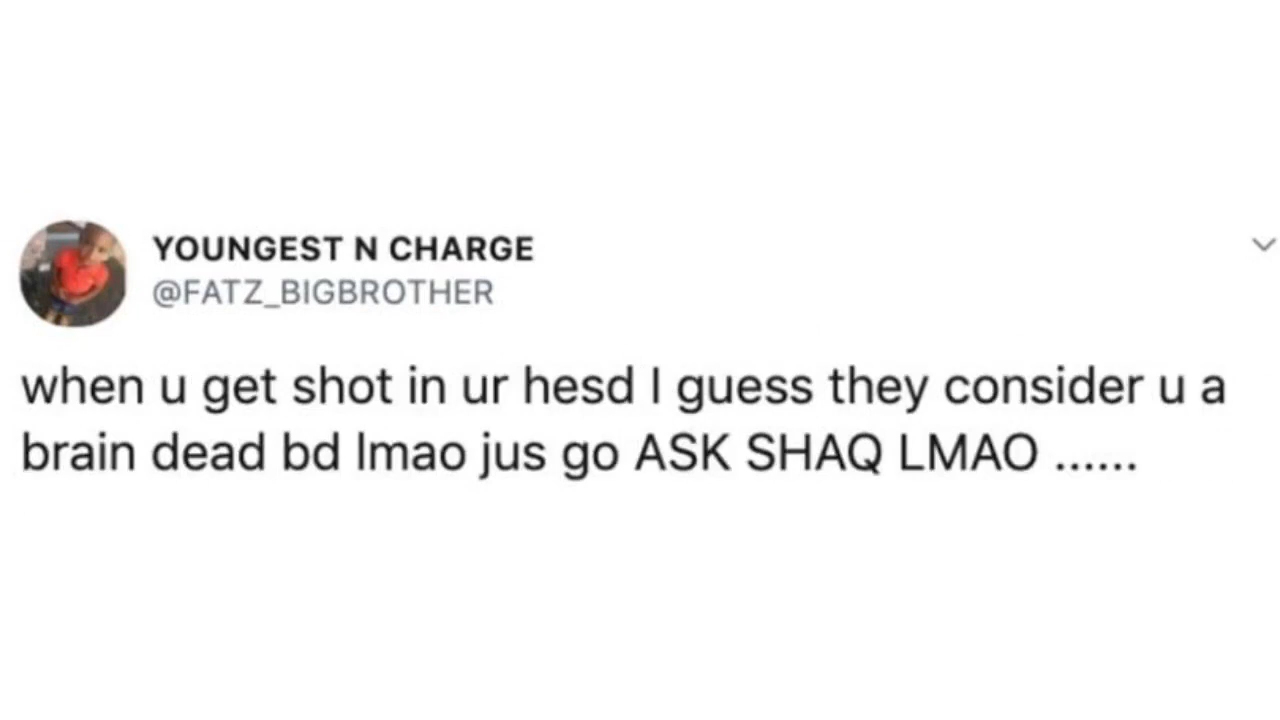 YOUNGEST N CHARGE
@FATZ_BIGBROTHER
when u get shot in ur hesd I guess they consider u a
brain dead bd lmao jus go ASK SHAQ LMAO ......